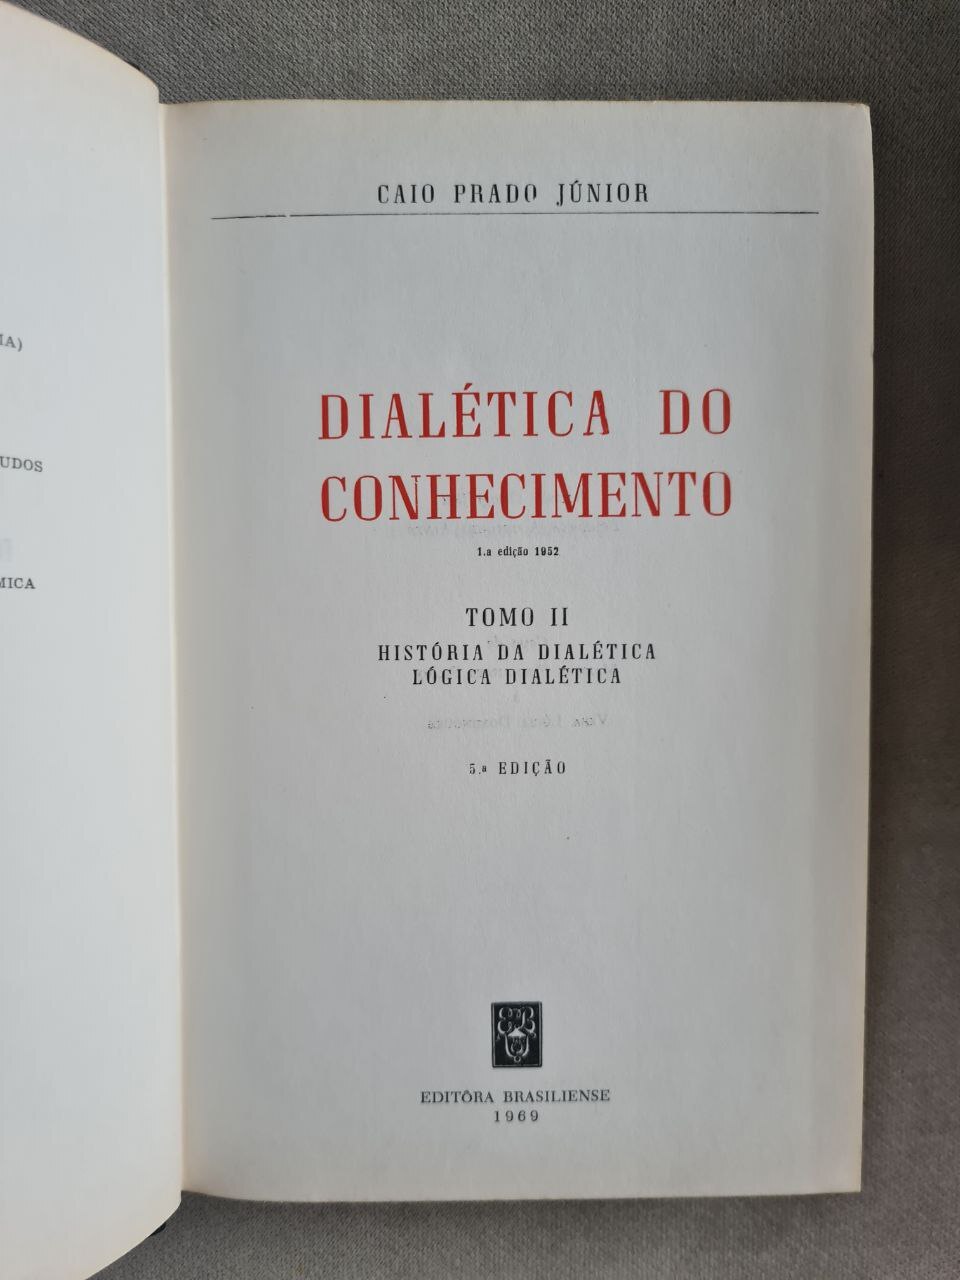 IA)
UDOS
MICA
CAIO PRADO JÚNIOR
DIALÉTICA DO
CONHECIMENTO
1.a edição 1952
TOMO II
HISTÓRIA DA DIALÉTICA
LÓGICA DIALÉTICA
5.ª EDIÇÃO
EDITÔRA BRASILIENSE
1969